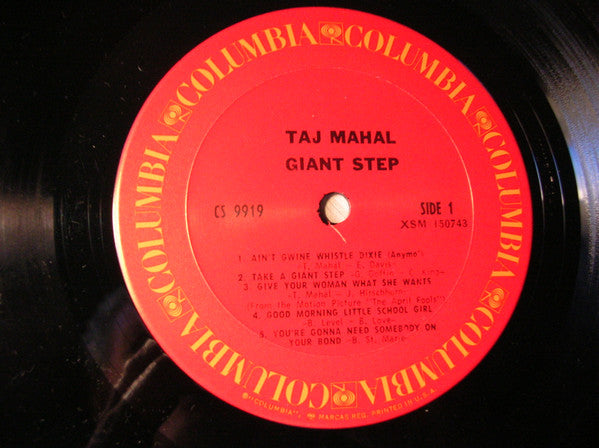 COLUMBIA COLUMBIA COLUMBIA COLUMBIA COLUMBIA COLUMBIA
TAJ MAHAL
GIANT STEP
CS 9919
SIDE 1
XSM 150743
1. AIN'T GWINE WHISTLE DIXIE (Anymo')
-T. Mahal - E. Davis-
2. TAKE A GIANT STEP -G. Goffin - C. King-
3. GIVE YOUR WOMAN WHAT SHE WANTS
-T. Mahal - J. Hirschhorn-
(From the Motion Picture "The April Fools")
4. GOOD MORNING LITTLE SCHOOL GIRL
-B. Level - B. Love-
5. YOU'RE GONNA NEED SOMEBODY ON
YOUR BOND -B. St. Marie-
"COLUMBIA", MARCAS REG. PRINTED IN U.S.A.